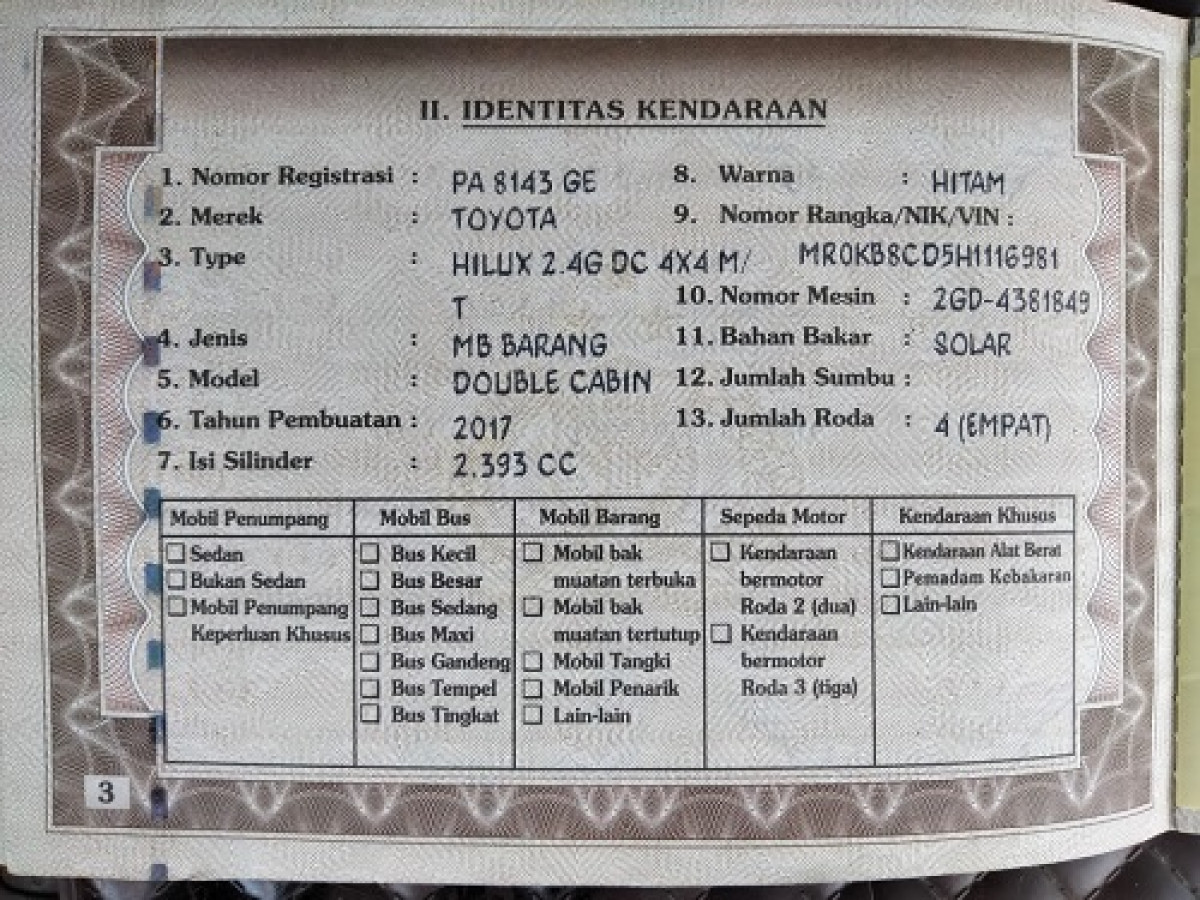 II. IDENTITAS KENDARAAN
1. Nomor Registrasi : PA 8143 GE
2. Merek : TOYOTA
3. Type : HILUX 2.4G DC 4X4 M/
T
4. Jenis : MB BARANG
5. Model : DOUBLE CABIN
6. Tahun Pembuatan : 2017
7. Isi Silinder : 2.393 CC
8. Warna : HITAM
9. Nomor Rangka/NIK/VIN :
MR0KB8CD5H1116981
10. Nomor Mesin : 2GD-4381849
11. Bahan Bakar : SOLAR
12. Jumlah Sumbu :
13. Jumlah Roda : 4 (EMPAT)
Mobil Penumpang
Sedan
Bukan Sedan
Mobil Penumpang
Keperluan Khusus
Mobil Bus
Bus Kecil
Bus Besar
Bus Sedang
Bus Maxi
Bus Gandeng
Bus Tempel
Bus Tingkat
Mobil Barang
Mobil bak
muatan terbuka
Mobil bak
muatan tertutup
Mobil Tangki
Mobil Penarik
Lain-lain
Sepeda Motor
Kendaraan
bermotor
Roda 2 (dua)
Kendaraan
bermotor
Roda 3 (tiga)
Kendaraan Khusus
Kendaraan Alat Berat
Pemadam Kebakaran
Lain-lain
3